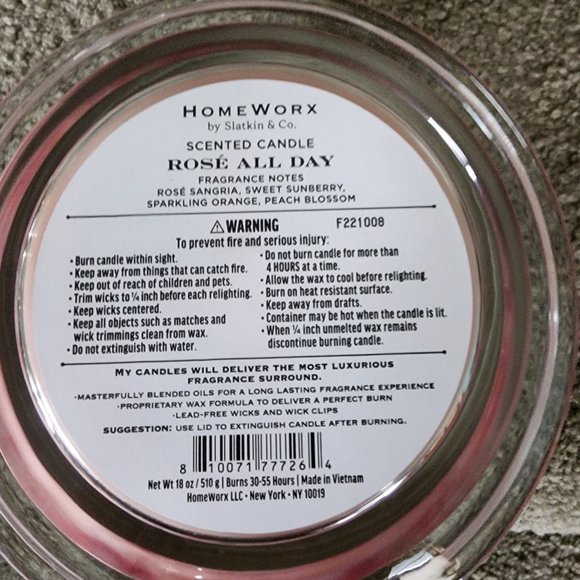 HOMEWORX
by Slatkin & Co.
SCENTED CANDLE
ROSÉ ALL DAY
FRAGRANCE NOTES
ROSÉ SANGRIA, SWEET SUNBERRY,
SPARKLING ORANGE, PEACH BLOSSOM
⚠WARNING F221008
To prevent fire and serious injury:
• Burn candle within sight.
• Keep away from things that can catch fire.
• Keep out of reach of children and pets.
• Trim wicks to ¼ inch before each relighting.
• Keep wicks centered.
• Keep all objects such as matches and
wick trimmings clean from wax.
• Do not extinguish with water.
• Do not burn candle for more than
4 HOURS at a time.
• Allow the wax to cool before relighting.
• Burn on heat resistant surface.
• Keep away from drafts.
• Container may be hot when the candle is lit.
• When ¼ inch unmelted wax remains
discontinue burning candle.
MY CANDLES WILL DELIVER THE MOST LUXURIOUS
FRAGRANCE SURROUND.
•MASTERFULLY BLENDED OILS FOR A LONG LASTING FRAGRANCE EXPERIENCE
•PROPRIETARY WAX FORMULA TO DELIVER A PERFECT BURN
•LEAD-FREE WICKS AND WICK CLIPS
SUGGESTION: USE LID TO EXTINGUISH CANDLE AFTER BURNING.
8 10071 77726 4
Net Wt 18 oz / 510 g | Burns 30-55 Hours | Made in Vietnam
HomeWorx LLC • New York • NY 10019